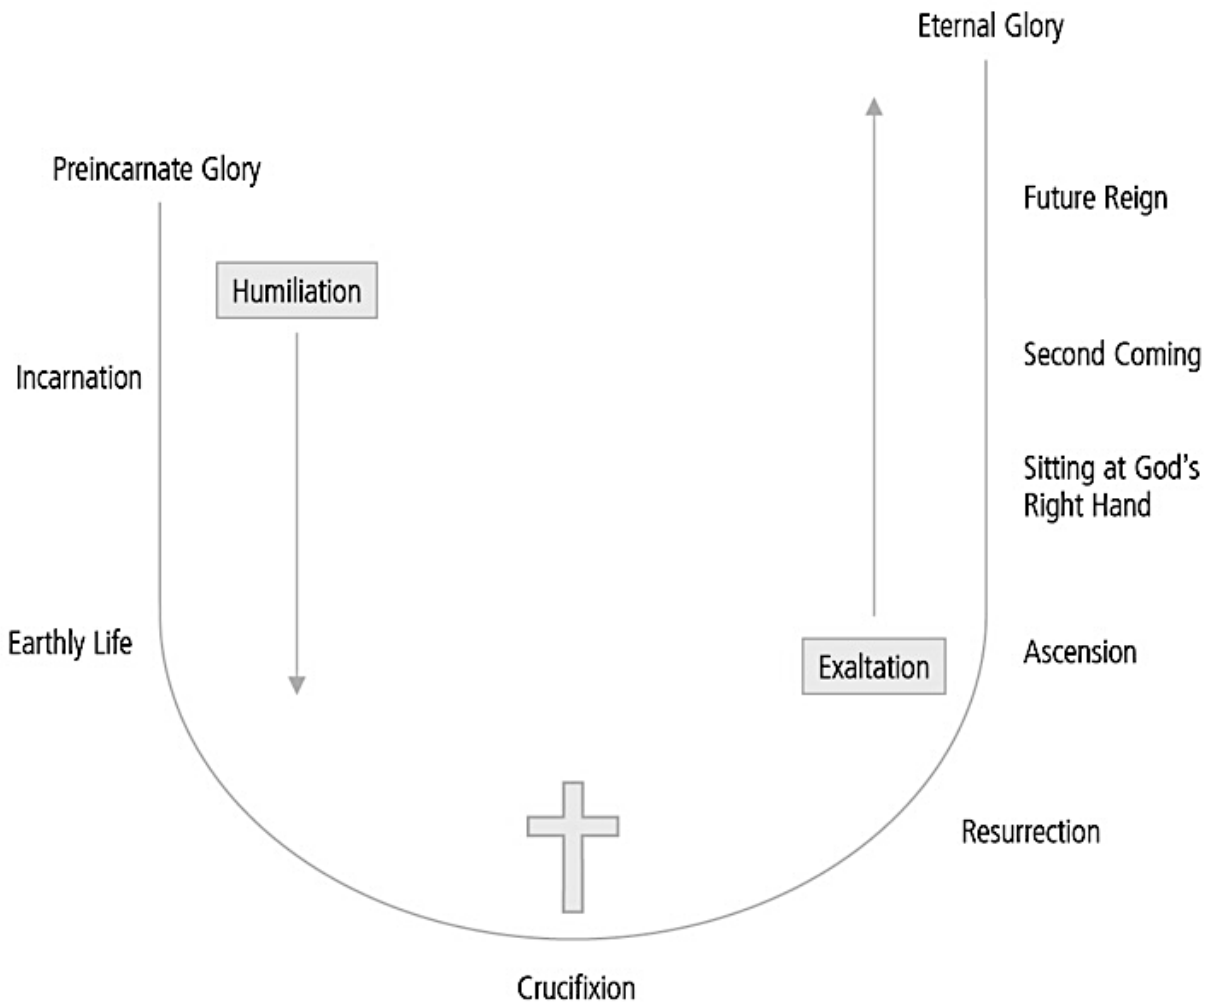 Eternal Glory
Preincarnate Glory
Future Reign
Humiliation
Second Coming
Incarnation
Sitting at God's
Right Hand
Earthly Life
Ascension
Exaltation
Resurrection
Crucifixion